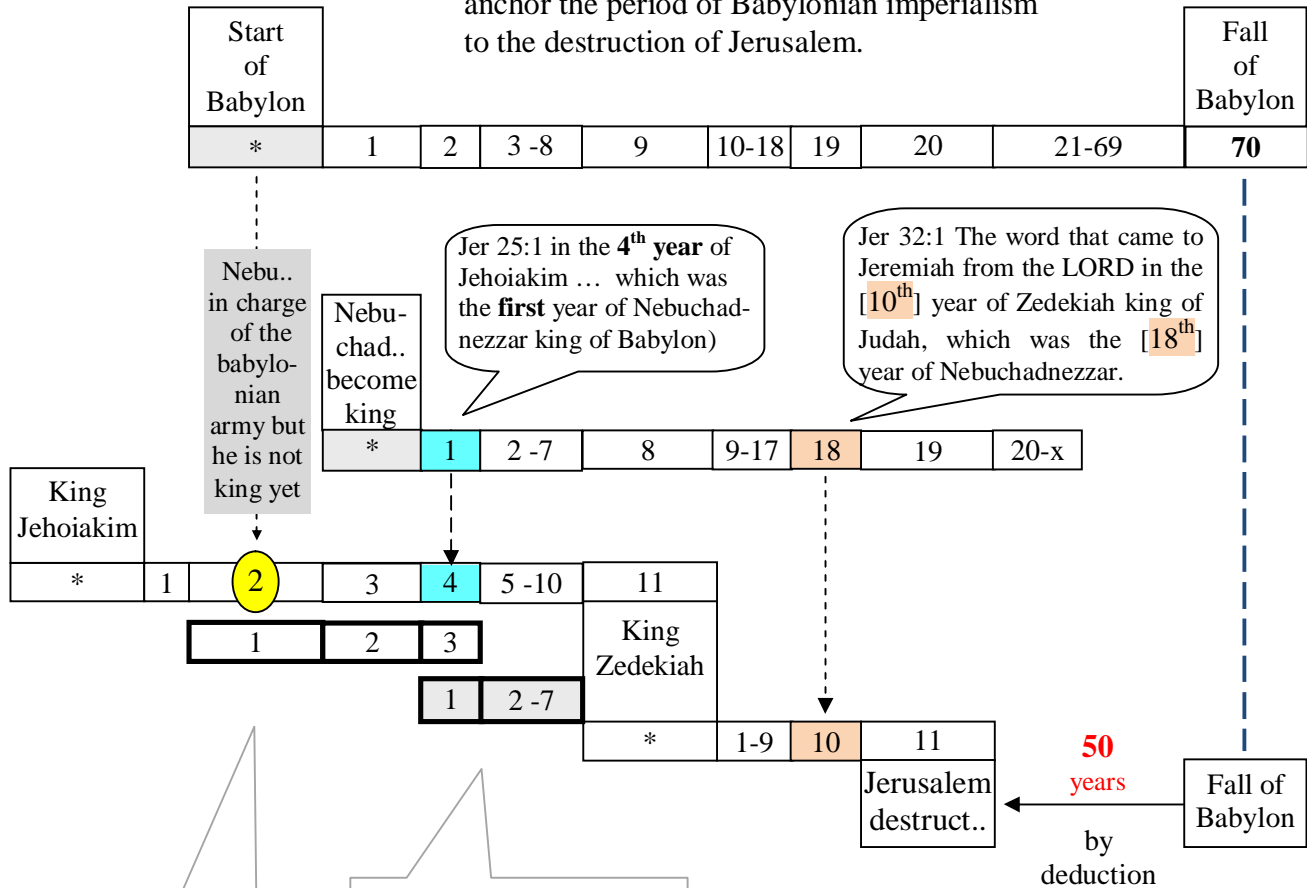 anchor the period of Babylonian imperialism
to the destruction of Jerusalem.
Start
of
Babylon
Fall
of
Babylon
* 1 2 3 -8 9 10-18 19 20 21-69 70
Nebu..
in charge
of the
babylo-
nian
army but
he is not
king yet
Nebu-
chad..
become
king
Jer 25:1 in the 4th year of
Jehoiakim … which was
the first year of Nebuchad-
nezzar king of Babylon)
Jer 32:1 The word that came to
Jeremiah from the LORD in the
[10th] year of Zedekiah king of
Judah, which was the [18th]
year of Nebuchadnezzar.
* 1 2 -7 8 9-17 18 19 20-x
King
Jehoiakim
* 1 2 3 4 5 -10 11
1 2 3
King
Zedekiah
1 2 -7
* 1-9 10 11
Jerusalem
destruct..
50
years
by
deduction
Fall of
Babylon